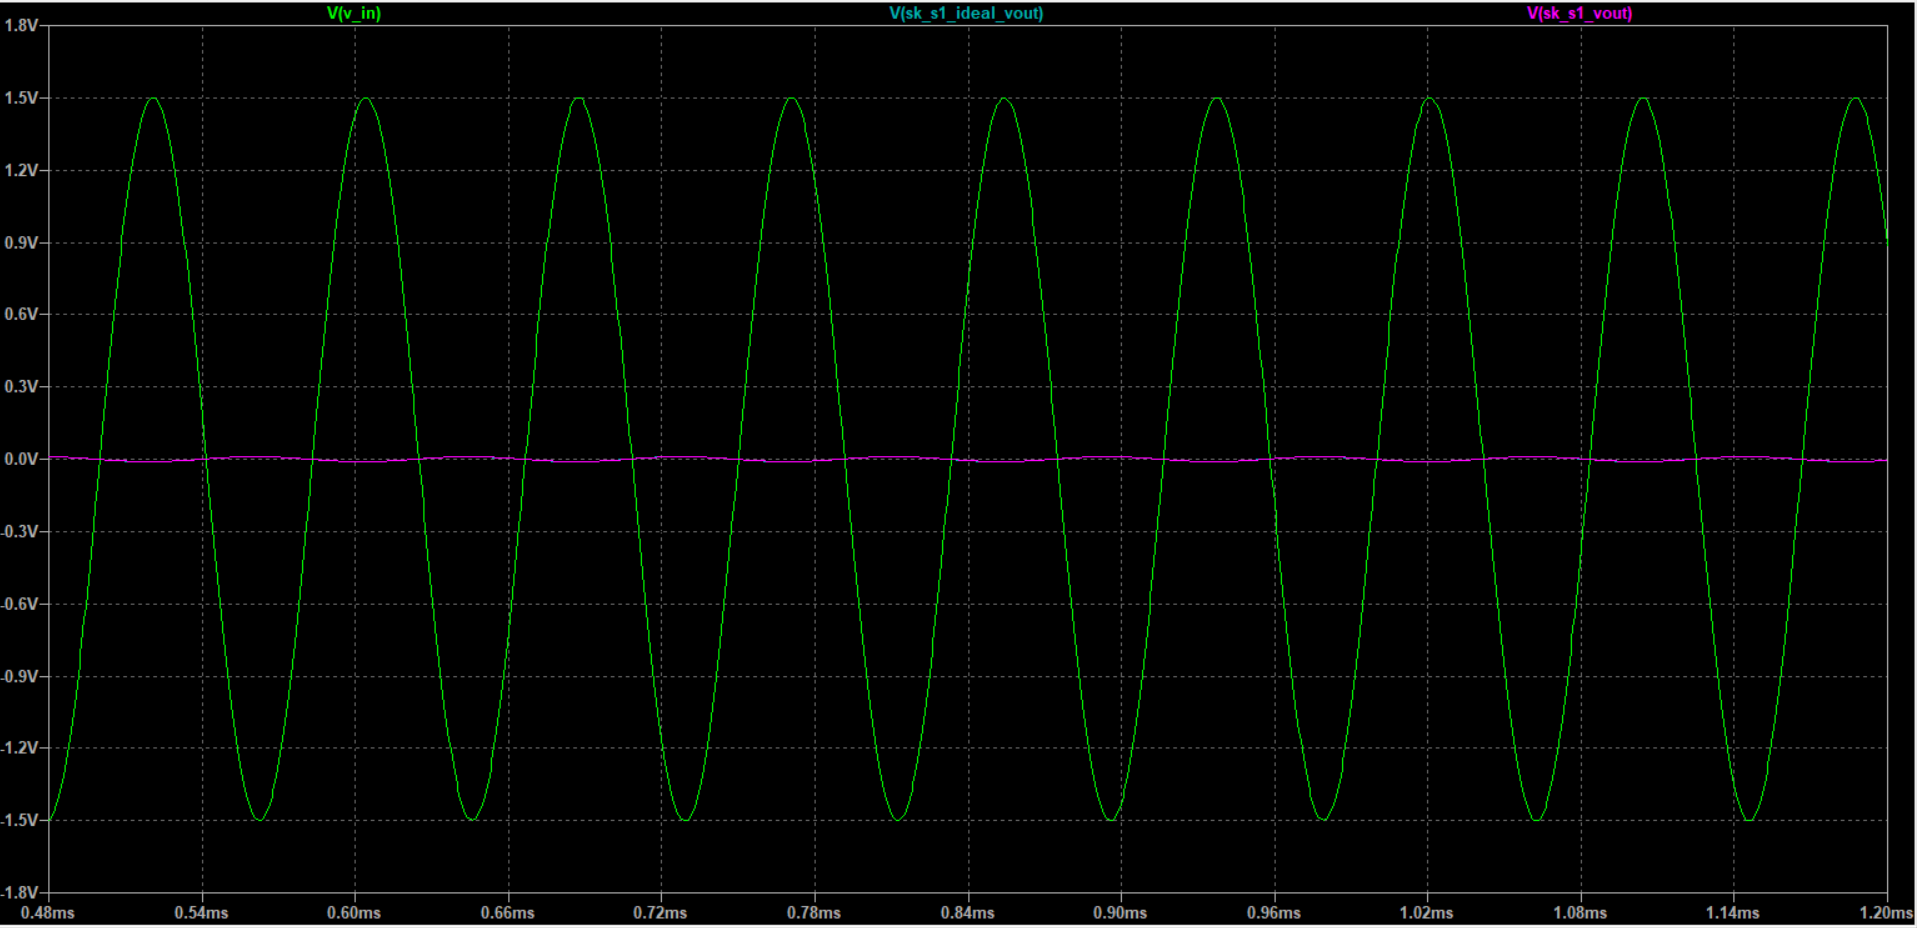 V(v_in) V(sk_s1_ideal_vout) V(sk_s1_vout)
1.8V
1.5V
1.2V
0.9V
0.6V
0.3V
0.0V
-0.3V
-0.6V
-0.9V
-1.2V
-1.5V
-1.8V
0.48ms 0.54ms 0.60ms 0.66ms 0.72ms 0.78ms 0.84ms 0.90ms 0.96ms 1.02ms 1.08ms 1.14ms 1.20ms